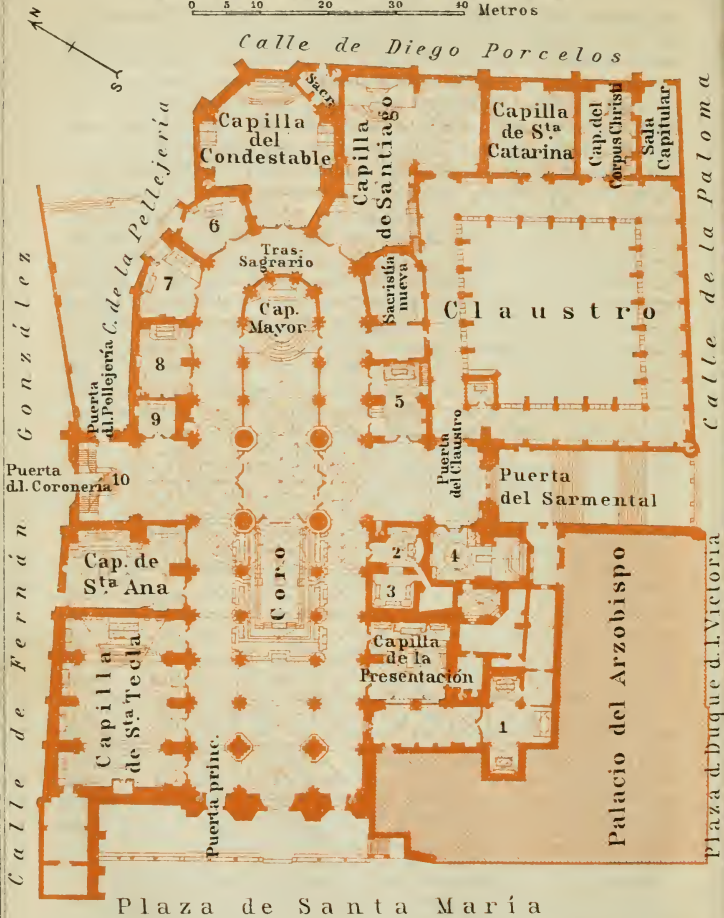 0 5 10 20 30 40 Metros
N
S
Calle de Diego Porcelos
Sacr.
Capilla
del
Condestable
Capilla
de Santiago
Capilla
de Sta.
Catarina
Cap. del
Corpus Christi
Sala
Capitular
Calle de la Paloma
C. de la Pellejería
6
Tras-
Sagrario
7
Cap.
Mayor
Sacristia
nueva
Claustro
8
5
9
Puerta
d.l. Pellejería
Puerta
del Claustro
Puerta
d.l. Coronería
10
Puerta
del Sarmental
Calle de Fernán González
Cap. de
Sta. Ana
Coro
2
4
3
Capilla
de la
Presentación
Capilla
de Sta. Tecla
1
Palacio del Arzobispo
Plaza d. Duque d. l. Victoria
Puerta princ.
Plaza de Santa María